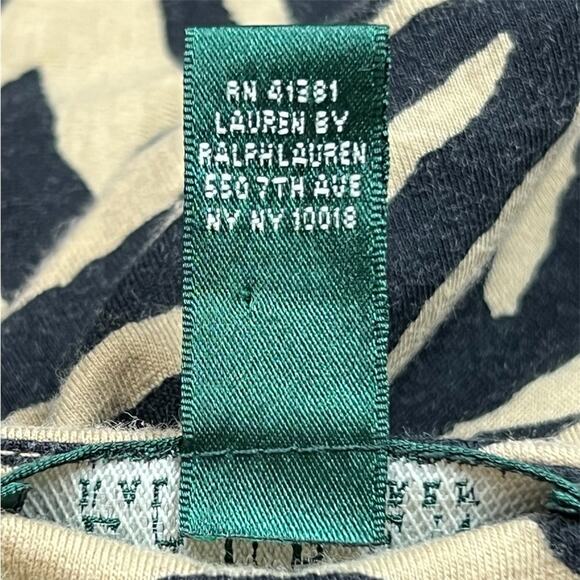 RN 41381
LAUREN BY
RALPH LAUREN
550 7TH AVE
NY NY 10018